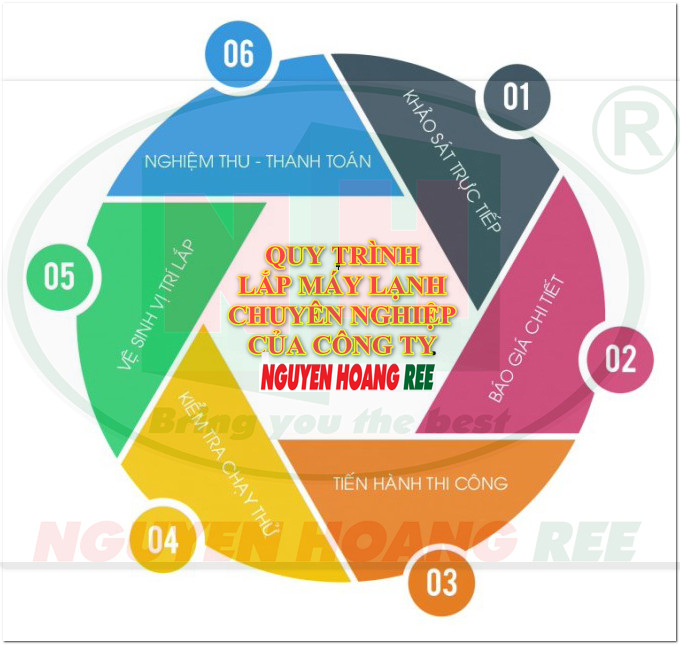 06
01
®
KHẢO SÁT TRỰC TIẾP
NGHIỆM THU - THANH TOÁN
QUY TRÌNH
LẮP MÁY LẠNH
CHUYÊN NGHIỆP
CỦA CÔNG TY
NGUYEN HOANG REE
05
VỆ SINH VỊ TRÍ LẮP
02
BÁO GIÁ CHI TIẾT
Bring you the best
KIỂM TRA CHẠY THỬ
TIẾN HÀNH THI CÔNG
04
NGUYEN HOANG REE
03